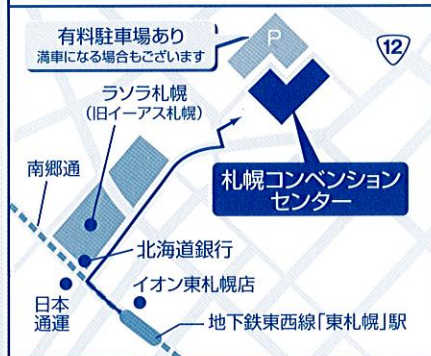 有料駐車場あり
満車になる場合もございます
P
12
ラソラ札幌
(旧イーアス札幌)
南郷通
札幌コンベンション
センター
北海道銀行
イオン東札幌店
日本
通運
地下鉄東西線「東札幌」駅